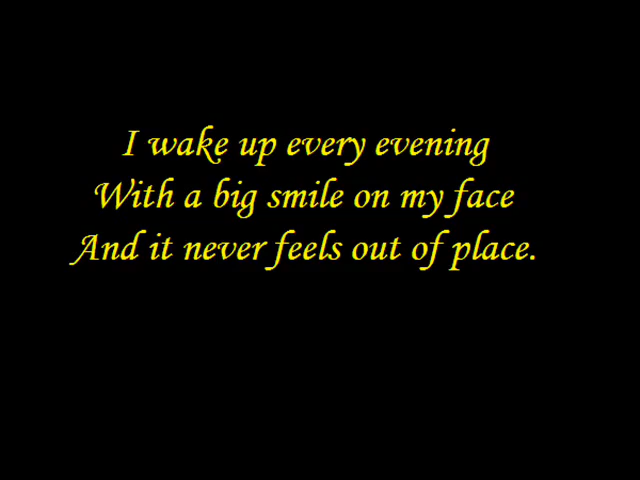 I wake up every evening
With a big smile on my face
And it never feels out of place.